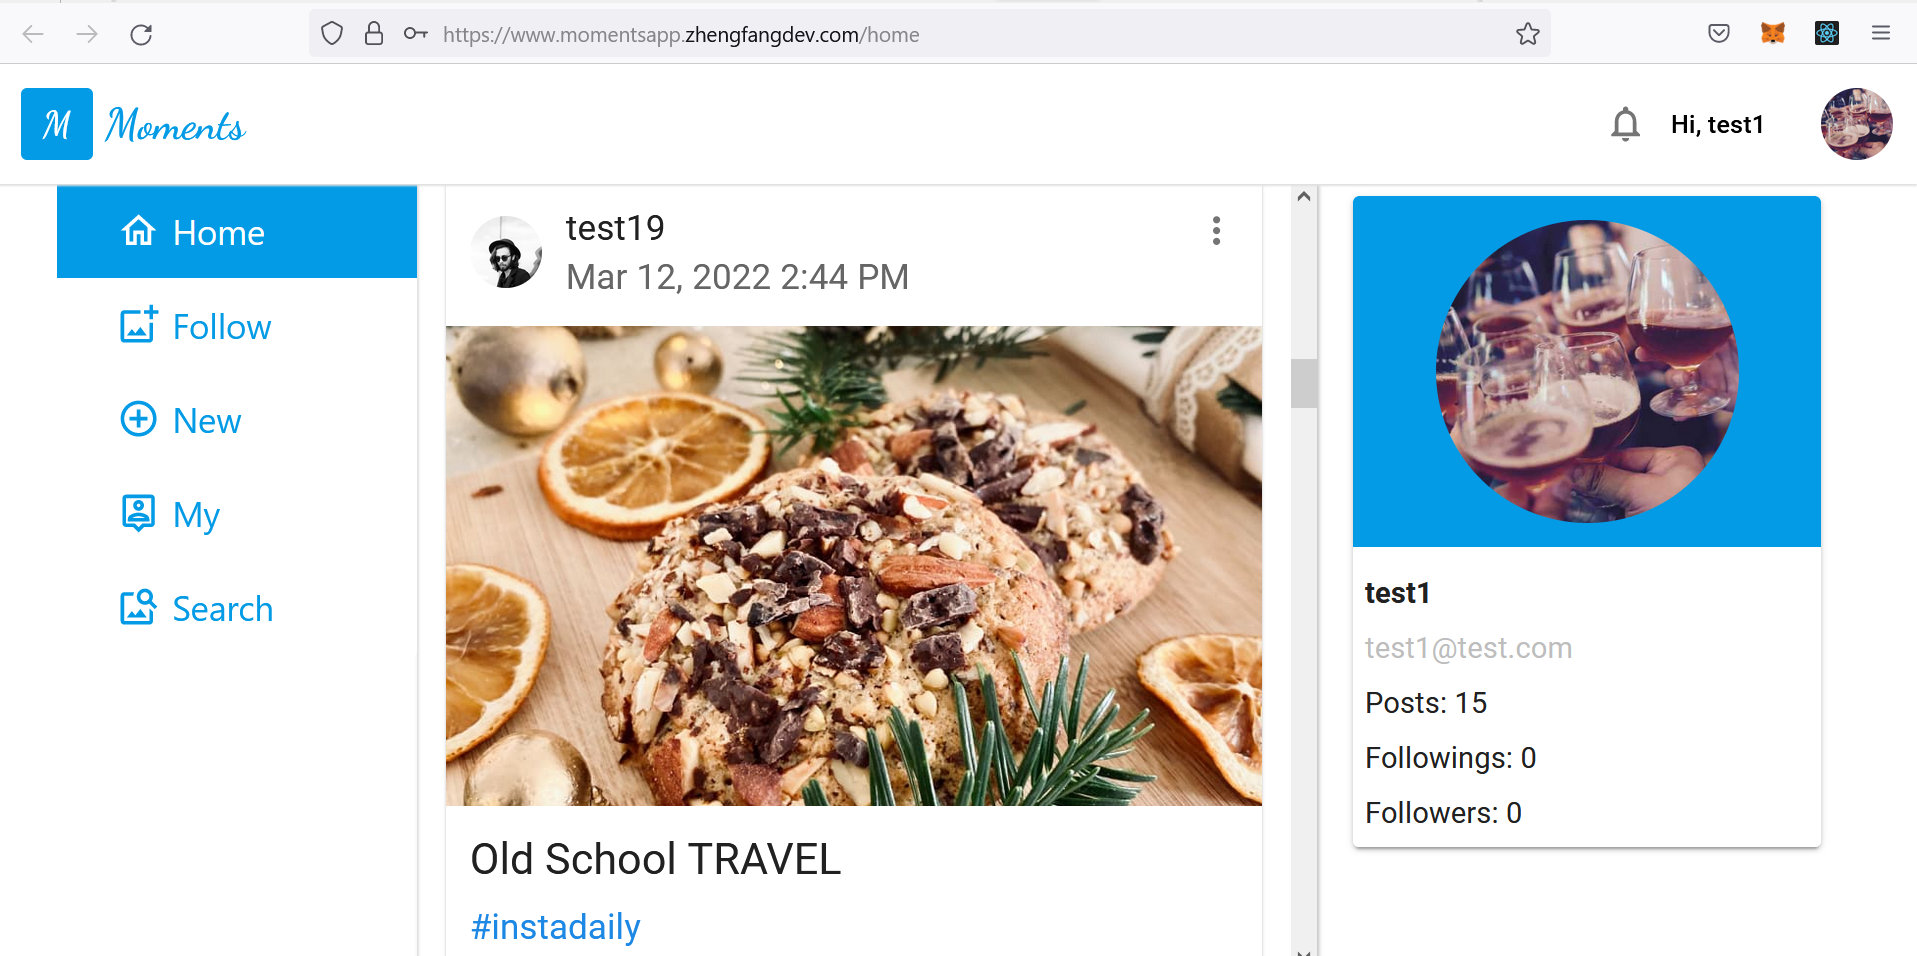 https://www.momentsapp.zhengfangdev.com/home
M Moments
Hi, test1
Home
Follow
New
My
Search
test19
Mar 12, 2022 2:44 PM
Old School TRAVEL
#instadaily
test1
test1@test.com
Posts: 15
Followings: 0
Followers: 0